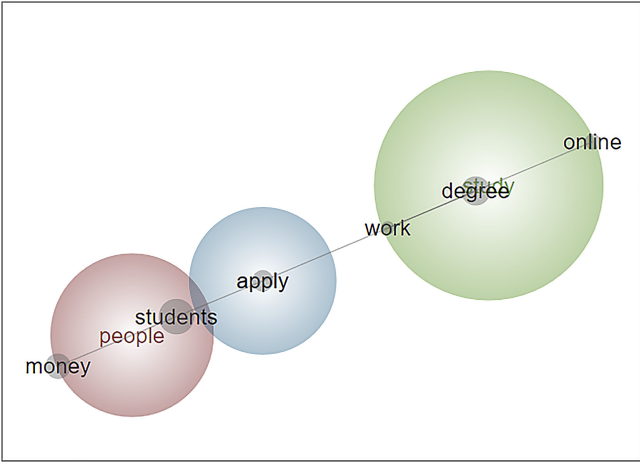 online
study
degree
work
apply
students
people
money